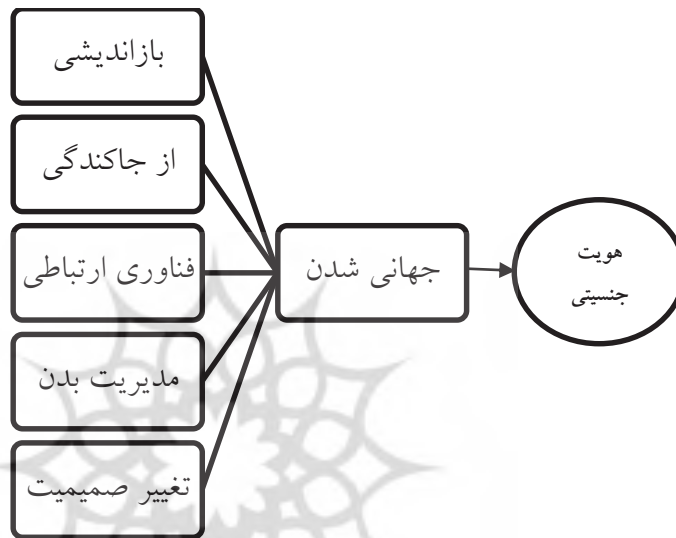 بازاندیشی
از جاکندگی
فناوری ارتباطی
مدیریت بدن
تغییر صمیمیت
جهانی شدن
هویت
جنسیتی